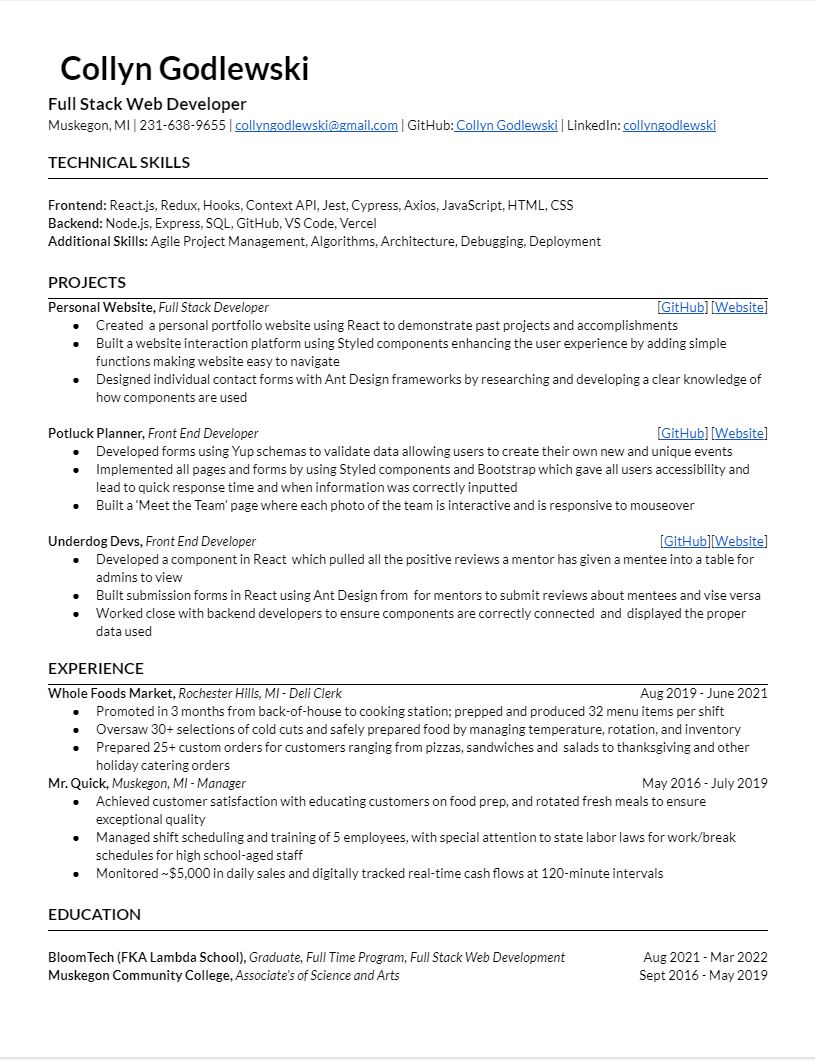 Collyn Godlewski
Full Stack Web Developer
Muskegon, MI | 231-638-9655 | collyngodlewski@gmail.com | GitHub: Collyn Godlewski | LinkedIn: collyngodlewski
TECHNICAL SKILLS
Frontend: React.js, Redux, Hooks, Context API, Jest, Cypress, Axios, JavaScript, HTML, CSS
Backend: Node.js, Express, SQL, GitHub, VS Code, Vercel
Additional Skills: Agile Project Management, Algorithms, Architecture, Debugging, Deployment
PROJECTS
Personal Website, Full Stack Developer [GitHub] [Website]
● Created a personal portfolio website using React to demonstrate past projects and accomplishments
● Built a website interaction platform using Styled components enhancing the user experience by adding simple
functions making website easy to navigate
● Designed individual contact forms with Ant Design frameworks by researching and developing a clear knowledge of
how components are used
Potluck Planner, Front End Developer [GitHub] [Website]
● Developed forms using Yup schemas to validate data allowing users to create their own new and unique events
● Implemented all pages and forms by using Styled components and Bootstrap which gave all users accessibility and
lead to quick response time and when information was correctly inputted
● Built a ‘Meet the Team’ page where each photo of the team is interactive and is responsive to mouseover
Underdog Devs, Front End Developer [GitHub][Website]
● Developed a component in React which pulled all the positive reviews a mentor has given a mentee into a table for
admins to view
● Built submission forms in React using Ant Design from for mentors to submit reviews about mentees and vise versa
● Worked close with backend developers to ensure components are correctly connected and displayed the proper
data used
EXPERIENCE
Whole Foods Market, Rochester Hills, MI - Deli Clerk Aug 2019 - June 2021
● Promoted in 3 months from back-of-house to cooking station; prepped and produced 32 menu items per shift
● Oversaw 30+ selections of cold cuts and safely prepared food by managing temperature, rotation, and inventory
● Prepared 25+ custom orders for customers ranging from pizzas, sandwiches and salads to thanksgiving and other
holiday catering orders
Mr. Quick, Muskegon, MI - Manager May 2016 - July 2019
● Achieved customer satisfaction with educating customers on food prep, and rotated fresh meals to ensure
exceptional quality
● Managed shift scheduling and training of 5 employees, with special attention to state labor laws for work/break
schedules for high school-aged staff
● Monitored ~$5,000 in daily sales and digitally tracked real-time cash flows at 120-minute intervals
EDUCATION
BloomTech (FKA Lambda School), Graduate, Full Time Program, Full Stack Web Development Aug 2021 - Mar 2022
Muskegon Community College, Associate's of Science and Arts Sept 2016 - May 2019